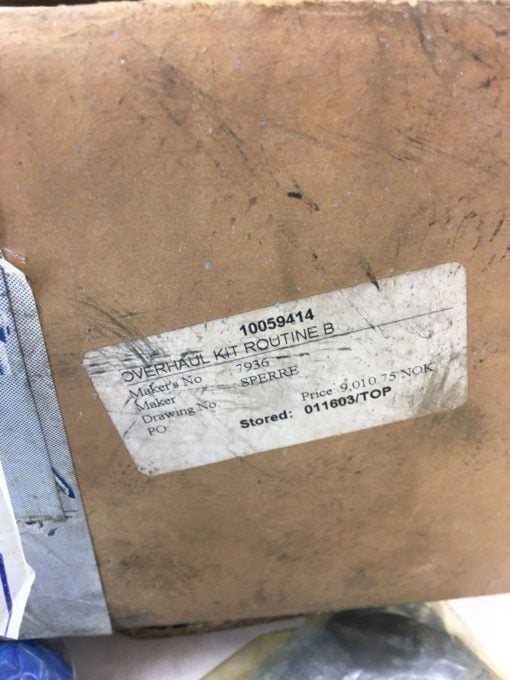 10059414
OVERHAUL KIT ROUTINE B
Maker's No 7936
Maker SPERRE
Drawing No.
PO Price 9,010.75 NOK
Stored: 011603/TOP